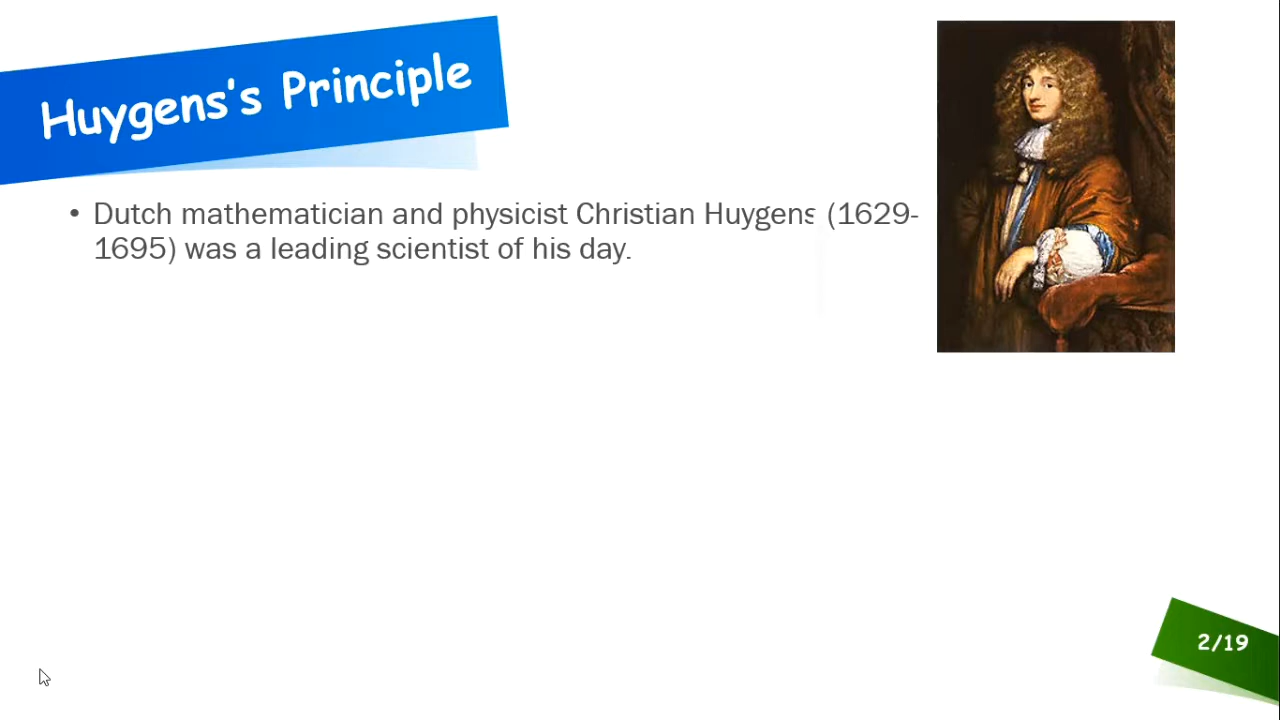 Huygens's Principle
• Dutch mathematician and physicist Christian Huygens (1629-
1695) was a leading scientist of his day.
2/19